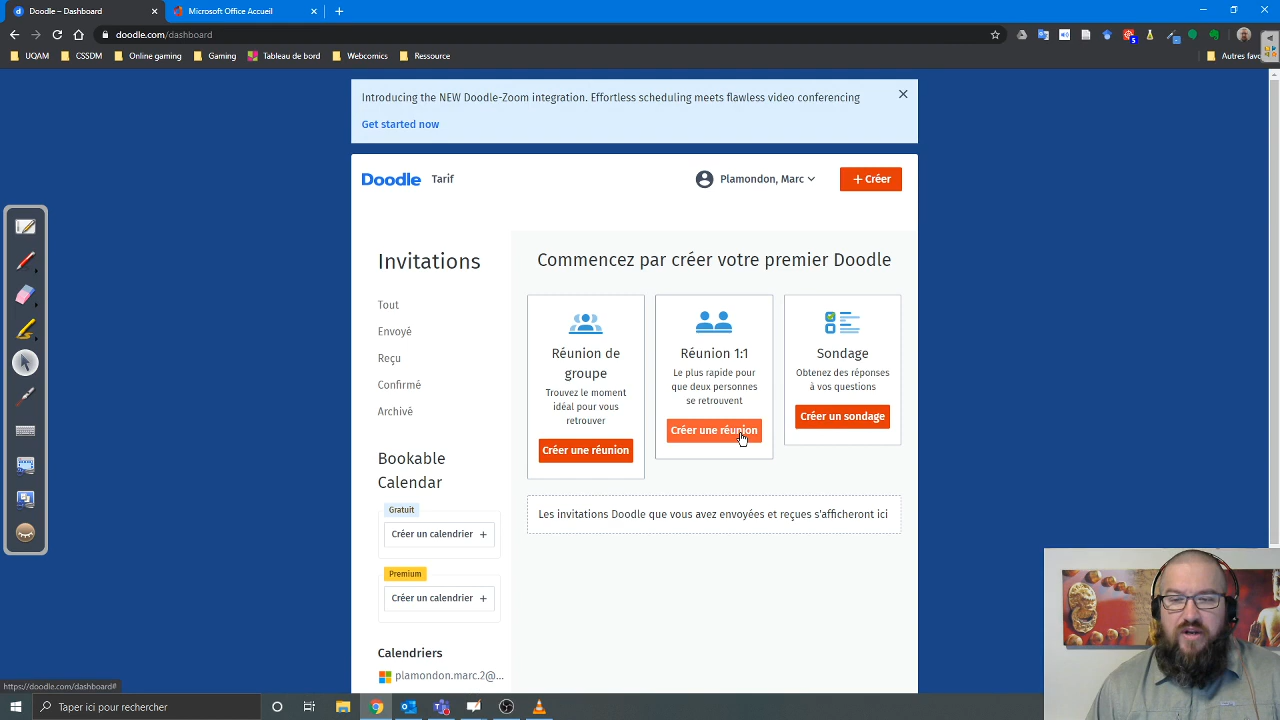 Doodle – Dashboard
Microsoft Office Accueil
doodle.com/dashboard
UQAM
CSSDM
Online gaming
Gaming
Tableau de bord
Webcomics
Ressource
Autres favo
Introducing the NEW Doodle-Zoom integration. Effortless scheduling meets flawless video conferencing
Get started now
Doodle
Tarif
Plamondon, Marc
+ Créer
Invitations
Tout
Envoyé
Reçu
Confirmé
Archivé
Bookable
Calendar
Gratuit
Créer un calendrier +
Premium
Créer un calendrier +
Calendriers
plamondon.marc.2@...
Commencez par créer votre premier Doodle
Réunion de
groupe
Trouvez le moment
idéal pour vous
retrouver
Créer une réunion
Réunion 1:1
Le plus rapide pour
que deux personnes
se retrouvent
Créer une réunion
Sondage
Obtenez des réponses
à vos questions
Créer un sondage
Les invitations Doodle que vous avez envoyées et reçues s'afficheront ici
https://doodle.com/dashboard#
Taper ici pour rechercher